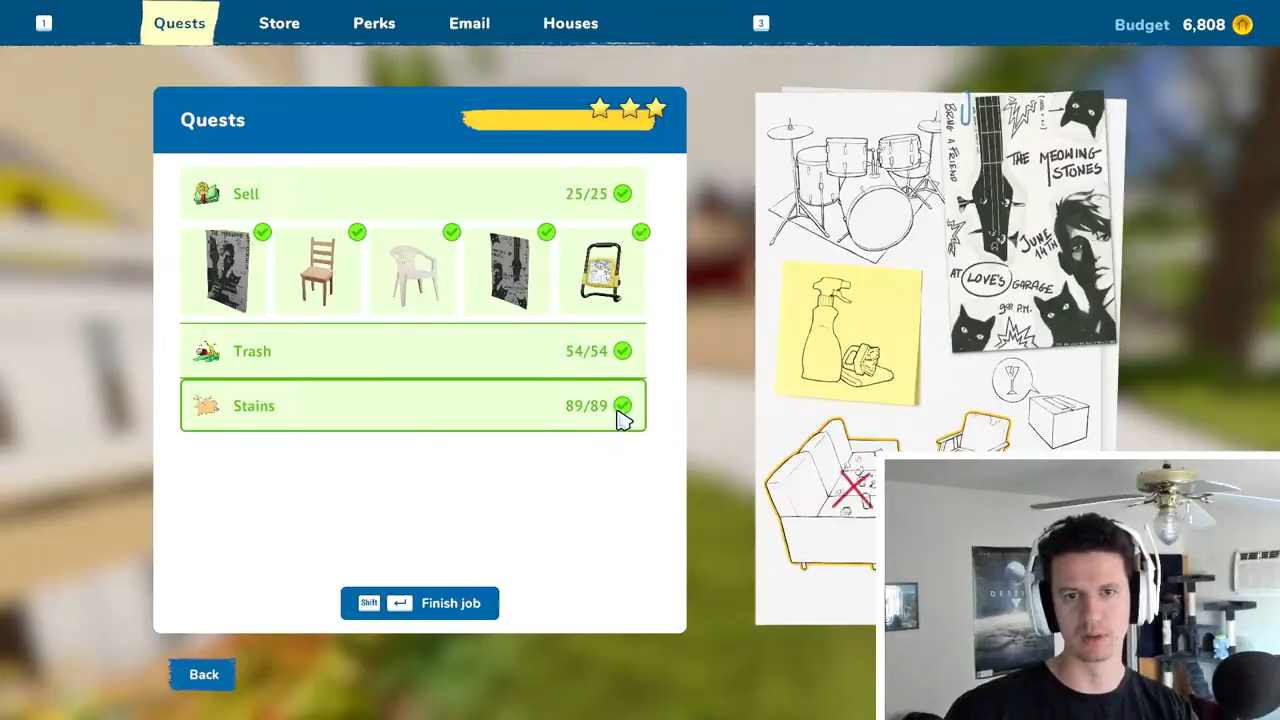 1
Quests
Store
Perks
Email
Houses
3
Budget 6,808
Quests
Sell 25/25
Trash 54/54
Stains 89/89
Shift Finish job
Back
BRING A FRIEND
THE MEOWING
STONES
JUNE
14TH
AT LOVE'S GARAGE
9:00 P.M.